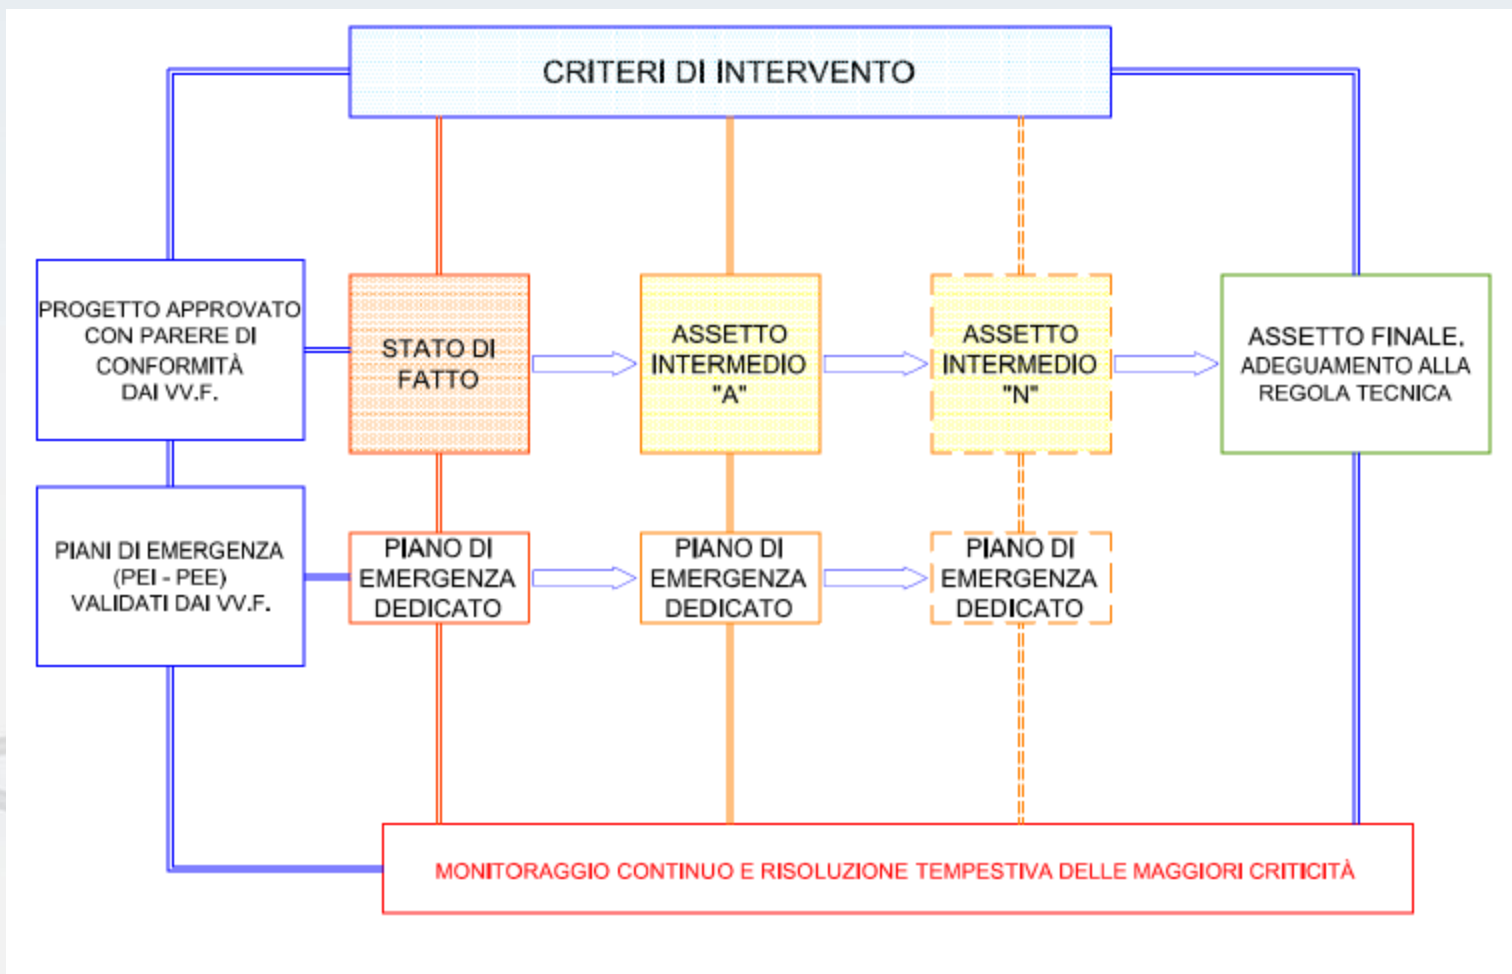 CRITERI DI INTERVENTO
PROGETTO APPROVATO
CON PARERE DI
CONFORMITÀ
DAI VV.F.
STATO DI
FATTO
ASSETTO
INTERMEDIO
"A"
ASSETTO
INTERMEDIO
"N"
ASSETTO FINALE.
ADEGUAMENTO ALLA
REGOLA TECNICA
PIANI DI EMERGENZA
(PEI - PEE)
VALIDATI DAI VV.F.
PIANO DI
EMERGENZA
DEDICATO
PIANO DI
EMERGENZA
DEDICATO
PIANO DI
EMERGENZA
DEDICATO
MONITORAGGIO CONTINUO E RISOLUZIONE TEMPESTIVA DELLE MAGGIORI CRITICITÀ